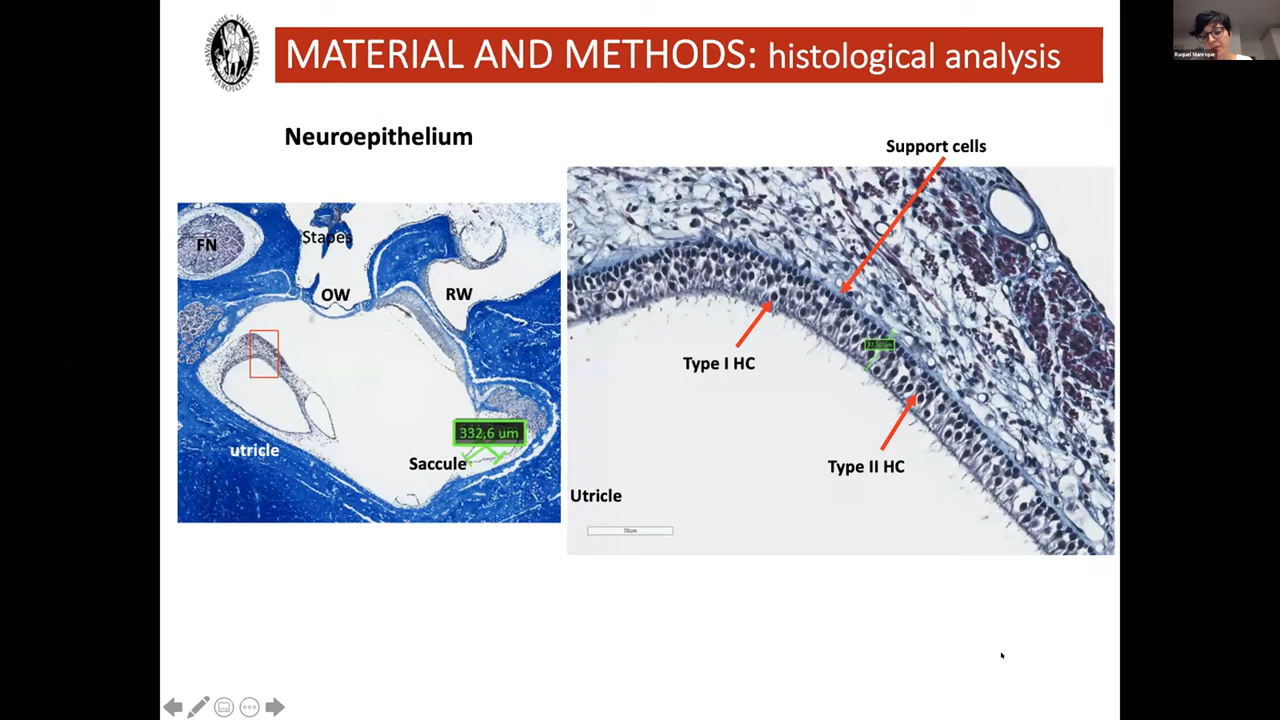 MATERIAL AND METHODS: histological analysis
Raquel Manrique
Neuroepithelium
Support cells
FN
Stapes
OW
RW
Type I HC
332,6 um
utricle
Saccule
Type II HC
Utricle
70µm